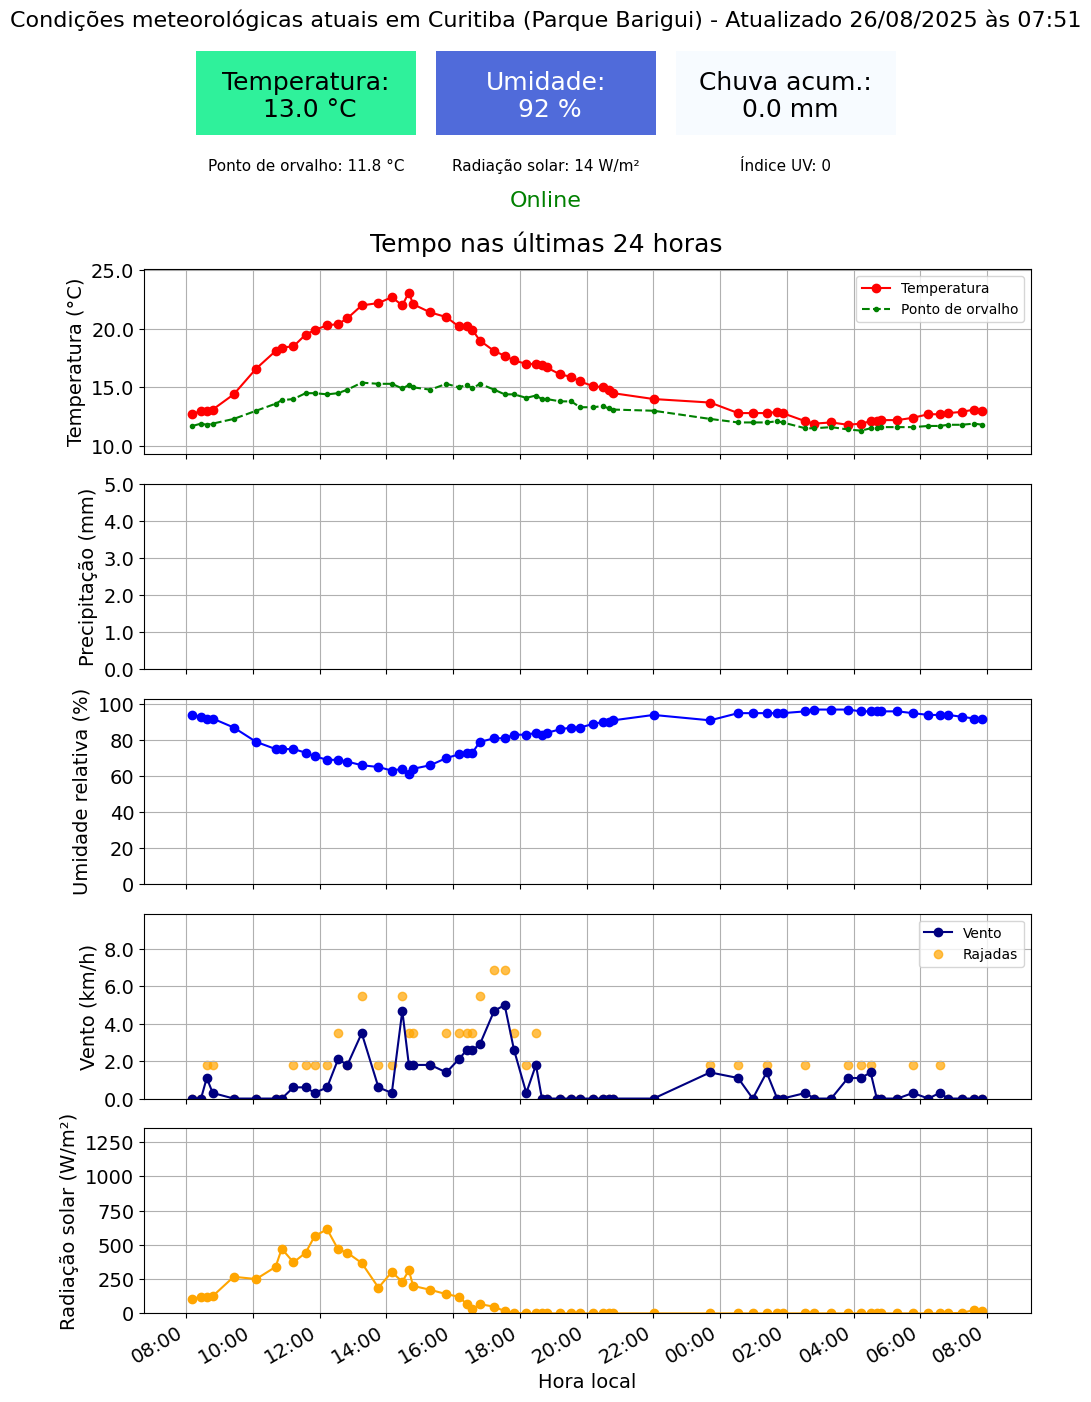 Condições meteorológicas atuais em Curitiba (Parque Barigui) - Atualizado 26/08/2025 às 07:51
Temperatura:
13.0 °C
Umidade:
92 %
Chuva acum.:
0.0 mm
Ponto de orvalho: 11.8 °C
Radiação solar: 14 W/m²
Índice UV: 0
Online
Tempo nas últimas 24 horas
Temperatura (°C)
25.0
20.0
15.0
10.0
Temperatura
Ponto de orvalho
Precipitação (mm)
5.0
4.0
3.0
2.0
1.0
0.0
Umidade relativa (%)
100
80
60
40
20
0
Vento (km/h)
8.0
6.0
4.0
2.0
0.0
Vento
Rajadas
Radiação solar (W/m²)
1250
1000
750
500
250
0
08:00
10:00
12:00
14:00
16:00
18:00
20:00
22:00
00:00
02:00
04:00
06:00
08:00
Hora local